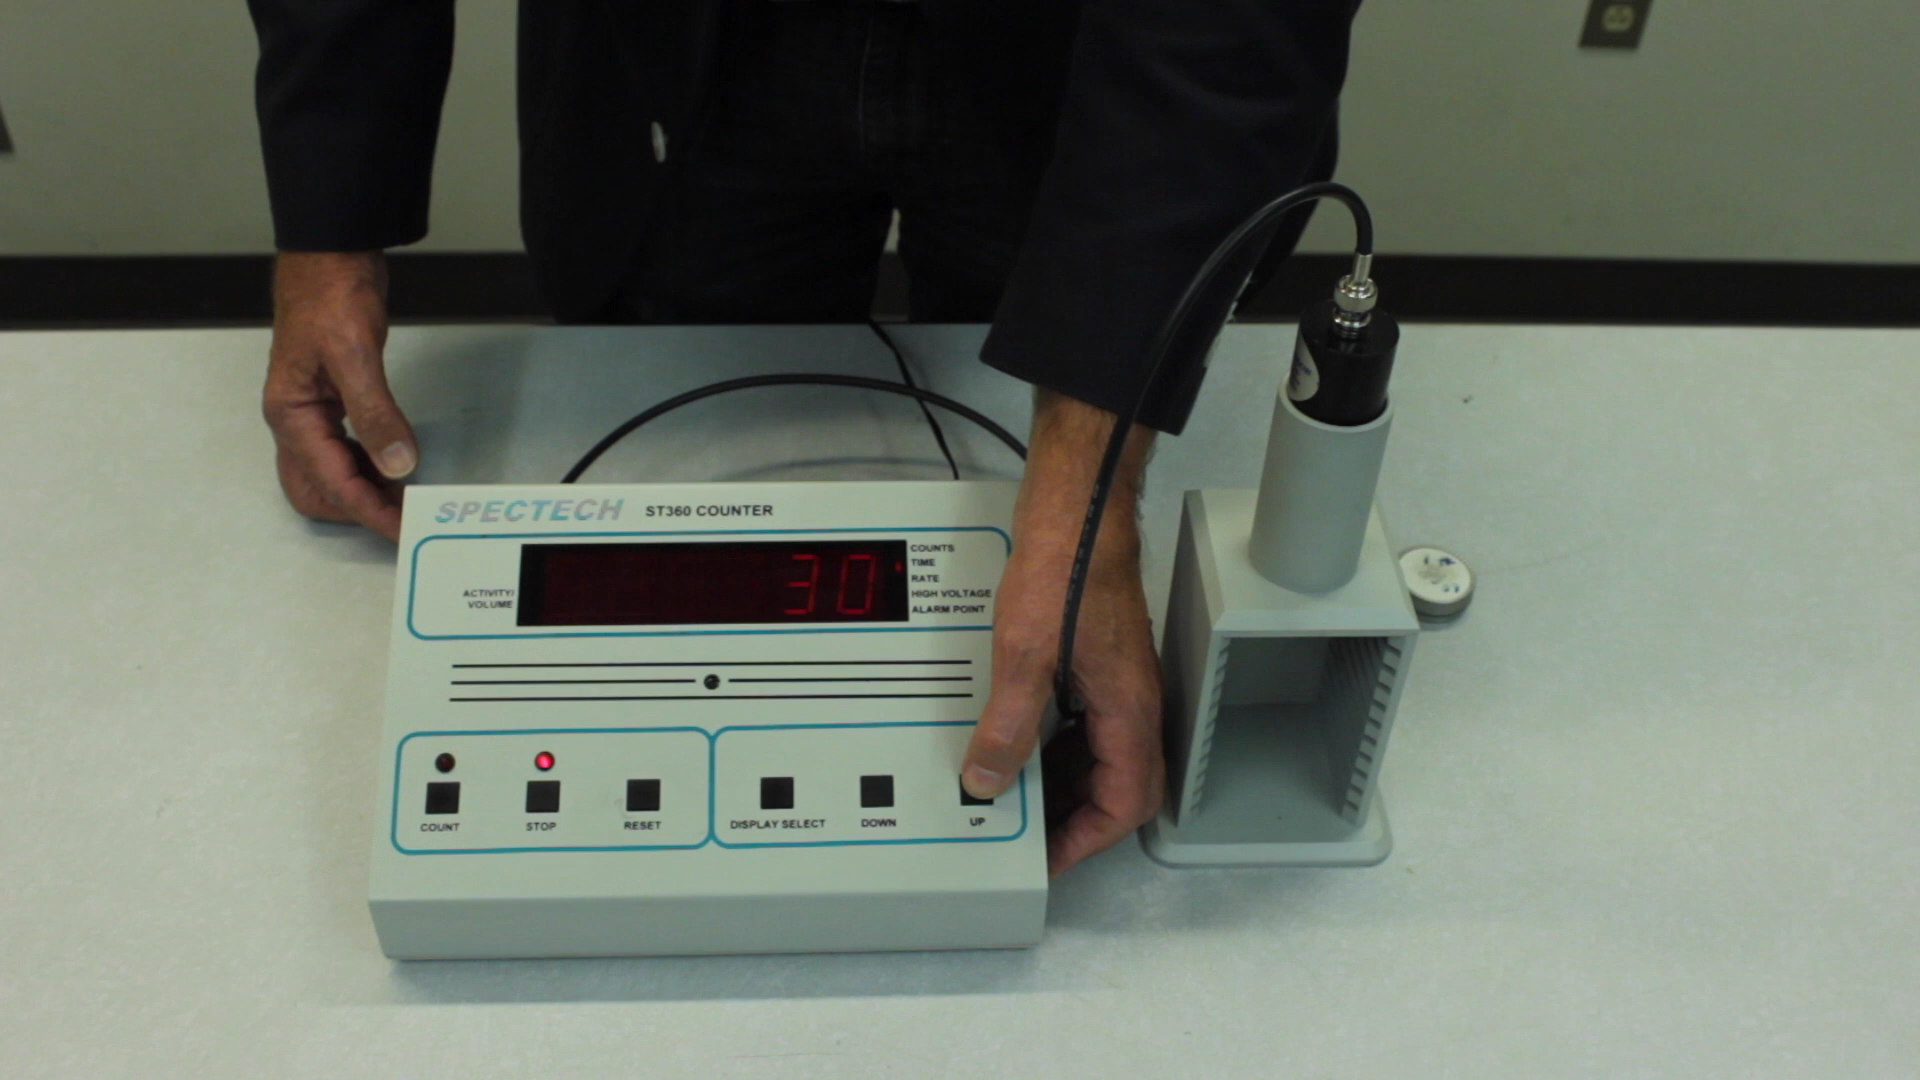 SPECTECH ST360 COUNTER
30
COUNTS
TIME
RATE
HIGH VOLTAGE
ALARM POINT
ACTIVITY/
VOLUME
COUNT STOP RESET DISPLAY SELECT DOWN UP